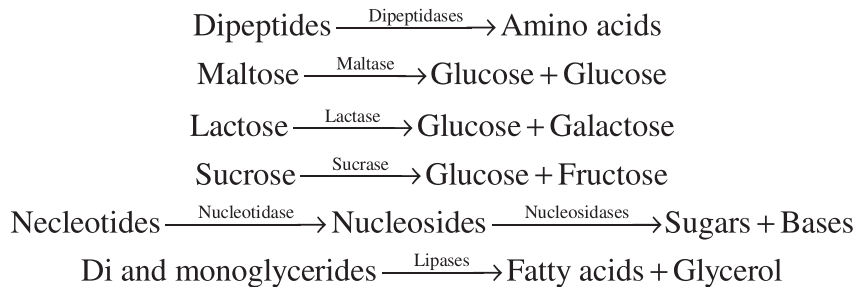 Dipeptides Dipeptidases→ Amino acids
Maltose Maltase→ Glucose + Glucose
Lactose Lactase→ Glucose + Galactose
Sucrose Sucrase→ Glucose + Fructose
Necleotides Nucleotidase→ Nucleosides Nucleosidases→ Sugars + Bases
Di and monoglycerides Lipases→ Fatty acids + Glycerol